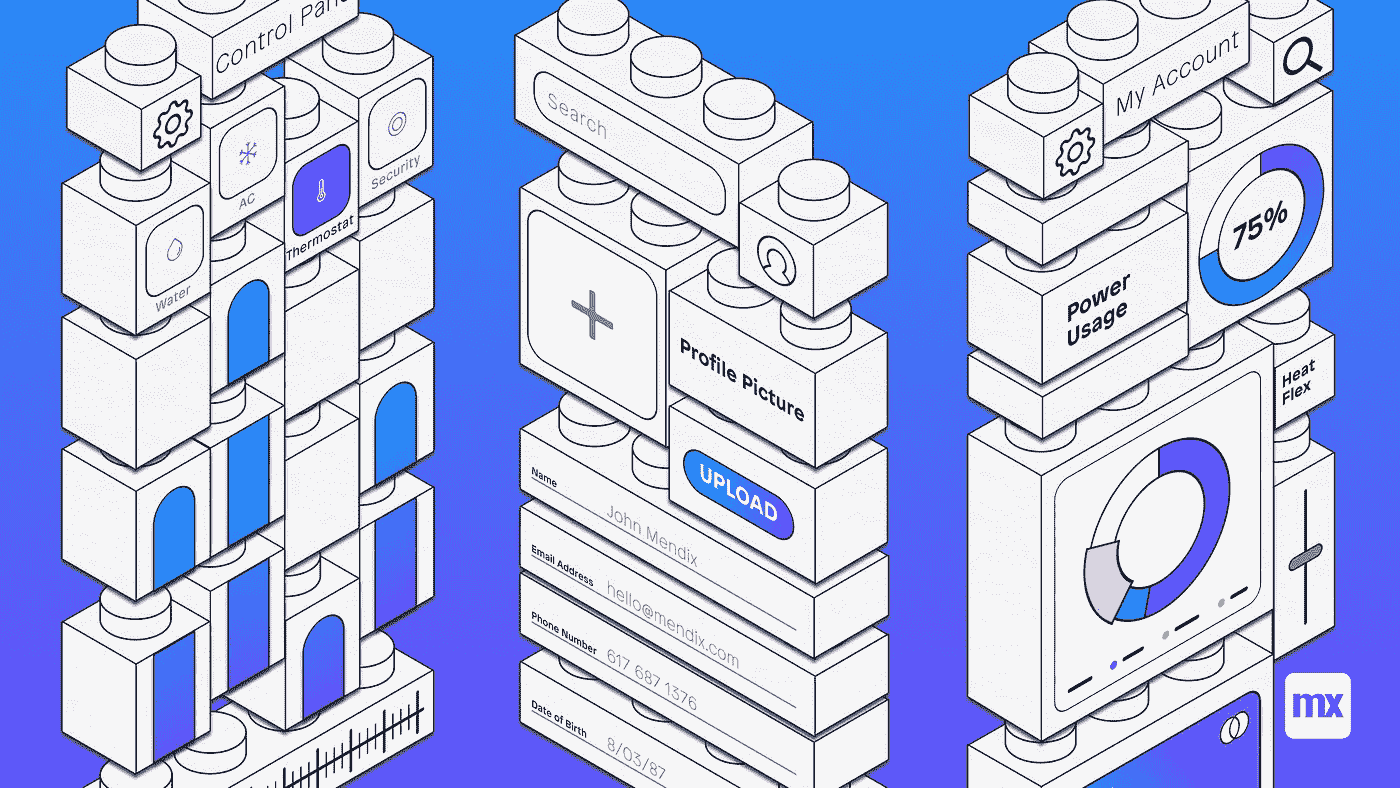 Control Pan
AC
Security
Thermostat
Water
Search
Profile Picture
UPLOAD
Name
John Mendix
Email Address
hello@mendix.com
Phone Number
617 687 1376
Date of Birth
8/03/87
My Account
75%
Power
Usage
Heat
Flex
mx